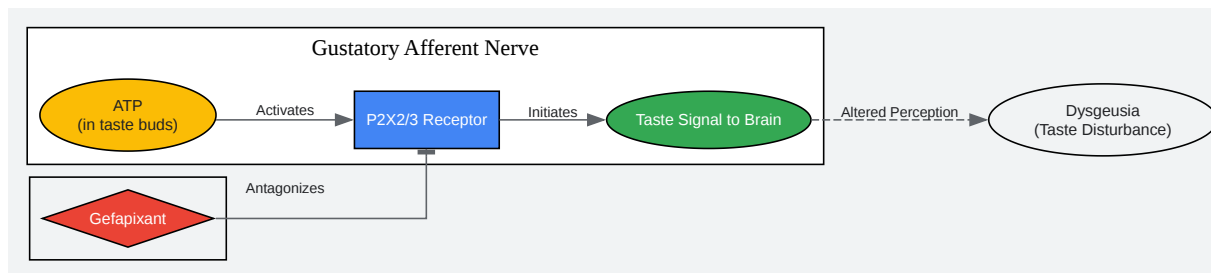 Gustatory Afferent Nerve
ATP
(in taste buds)
Activates
P2X2/3 Receptor
Initiates
Taste Signal to Brain
Altered Perception
Dysgeusia
(Taste Disturbance)
Antagonizes
Gefapixant